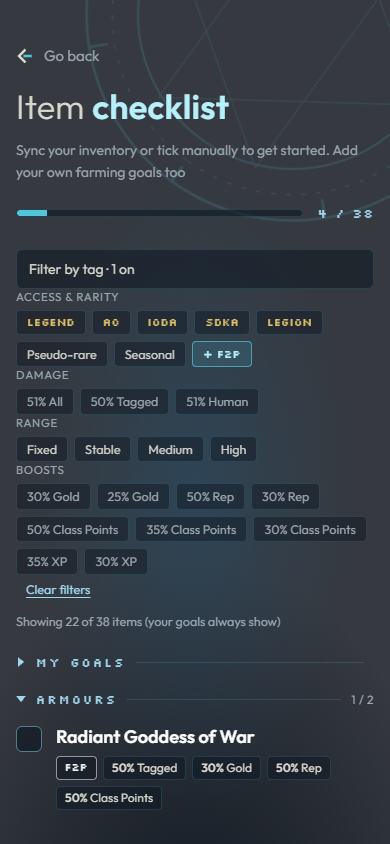 Go back
Item checklist
Sync your inventory or tick manually to get started. Add
your own farming goals too
4 / 38
Filter by tag · 1 on
ACCESS & RARITY
LEGEND AC IODA SDKA LEGION
Pseudo-rare Seasonal + F2P
DAMAGE
51% All 50% Tagged 51% Human
RANGE
Fixed Stable Medium High
BOOSTS
30% Gold 25% Gold 50% Rep 30% Rep
50% Class Points 35% Class Points 30% Class Points
35% XP 30% XP
Clear filters
Showing 22 of 38 items (your goals always show)
MY GOALS
ARMOURS 1 / 2
Radiant Goddess of War
F2P 50% Tagged 30% Gold 50% Rep
50% Class Points